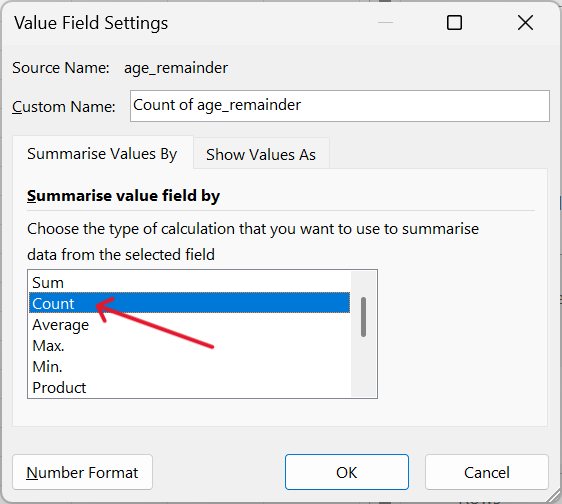 Value Field Settings
Source Name: age_remainder
Custom Name: Count of age_remainder
Summarise Values By Show Values As
Summarise value field by
Choose the type of calculation that you want to use to summarise
data from the selected field
Sum
Count
Average
Max.
Min.
Product
Number Format OK Cancel